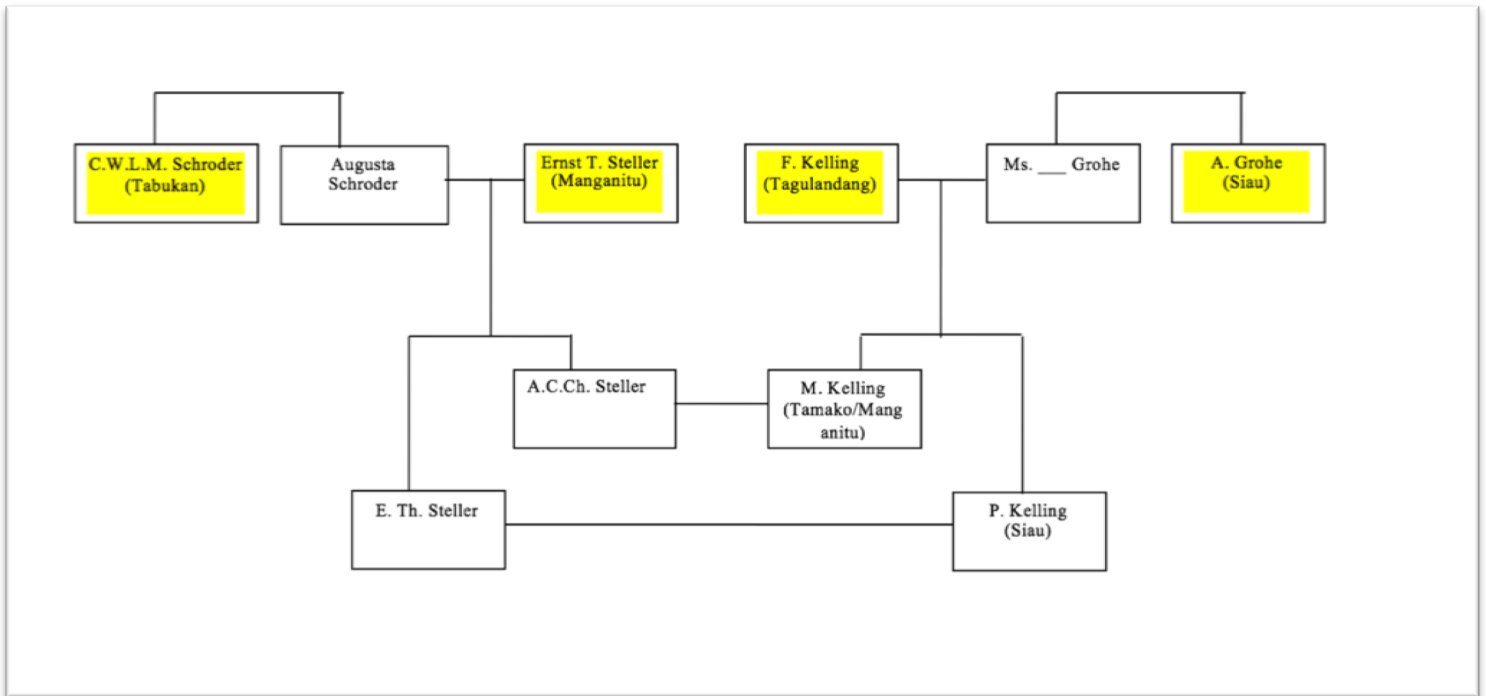 C.W.L.M. Schroder
(Tabukan)
Augusta
Schroder
Ernst T. Steller
(Manganitu)
F. Kelling
(Tagulandang)
Ms. ___ Grohe
A. Grohe
(Siau)
A.C.Ch. Steller
M. Kelling
(Tamako/Mang
anitu)
E. Th. Steller
P. Kelling
(Siau)